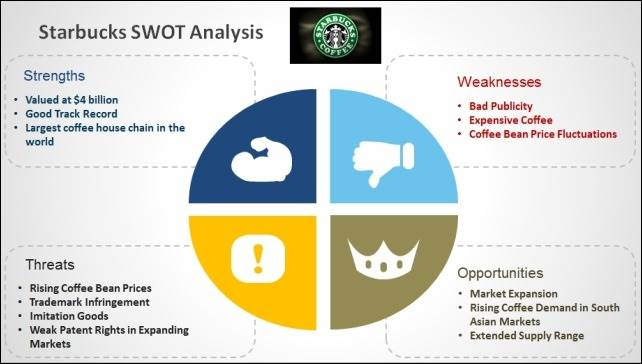 Starbucks SWOT Analysis
STARBUCKS
COFFEE
Strengths
• Valued at $4 billion
• Good Track Record
• Largest coffee house chain in the
world
Weaknesses
• Bad Publicity
• Expensive Coffee
• Coffee Bean Price Fluctuations
!
Threats
• Rising Coffee Bean Prices
• Trademark Infringement
• Imitation Goods
• Weak Patent Rights in Expanding
Markets
Opportunities
• Market Expansion
• Rising Coffee Demand in South
Asian Markets
• Extended Supply Range